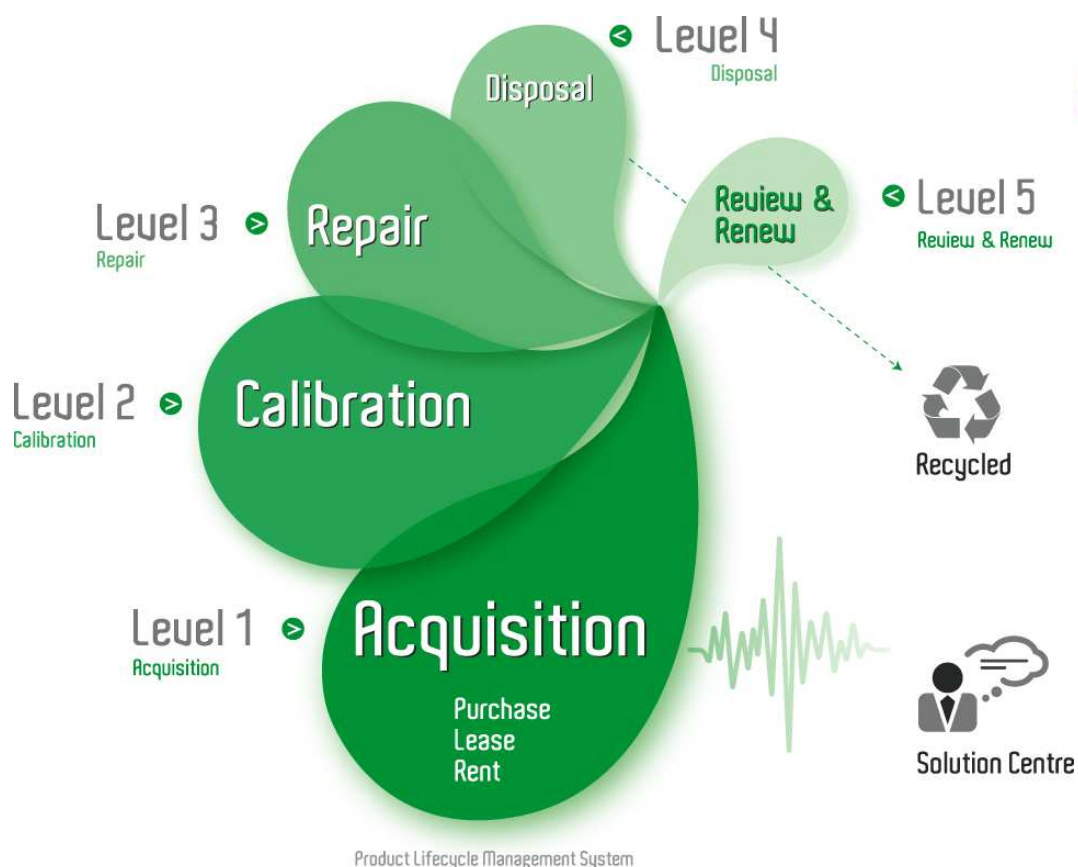 Level 4
Disposal
Disposal
Review &
Renew
Level 5
Review & Renew
Level 3
Repair
Repair
Level 2
Calibration
Calibration
Recycled
Level 1
Acquisition
Acquisition
Purchase
Lease
Rent
Solution Centre
Product Lifecycle Management System